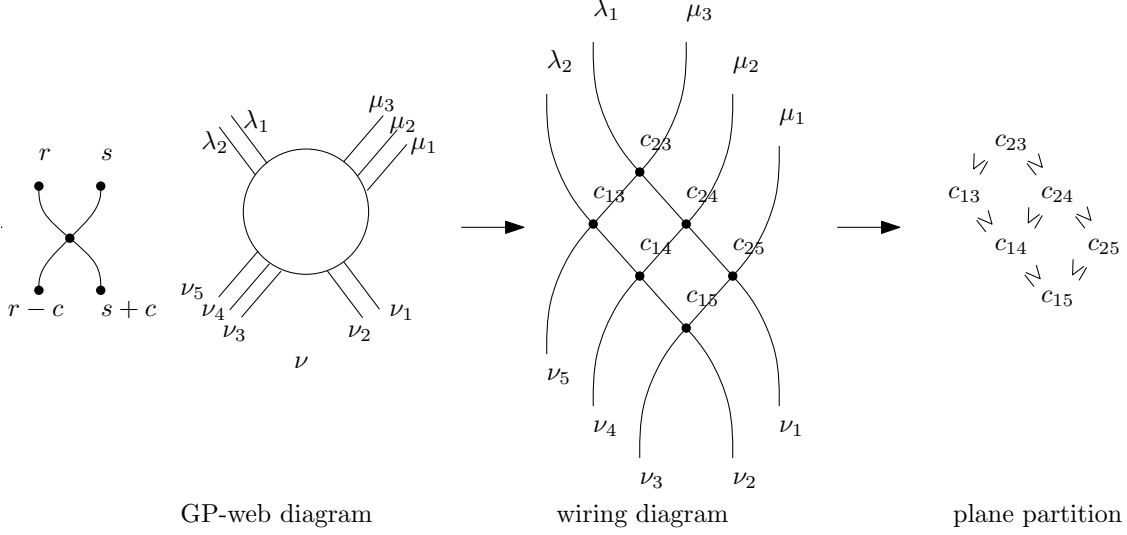 λ₁ μ₃
λ₂ μ₂
μ₁
r s
r − c s + c
λ₁ μ₃
λ₂ μ₂
μ₁
ν₅
ν₄
ν₃ ν₂ ν₁
ν
c₂₃
c₁₃ c₂₄
c₁₄ c₂₅
c₁₅
ν₅
ν₄ ν₁
ν₃ ν₂
c₂₃
≥ ≥
c₁₃ c₂₄
≥ ≥ ≥
c₁₄ c₂₅
≥ ≥
c₁₅
GP-web diagram wiring diagram plane partition